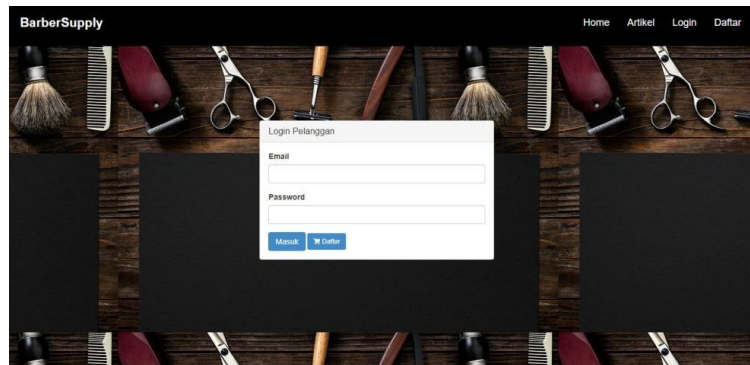 BarberSupply
Home Artikel Login Daftar
Login Pelanggan
Email
Password
Masuk Daftar